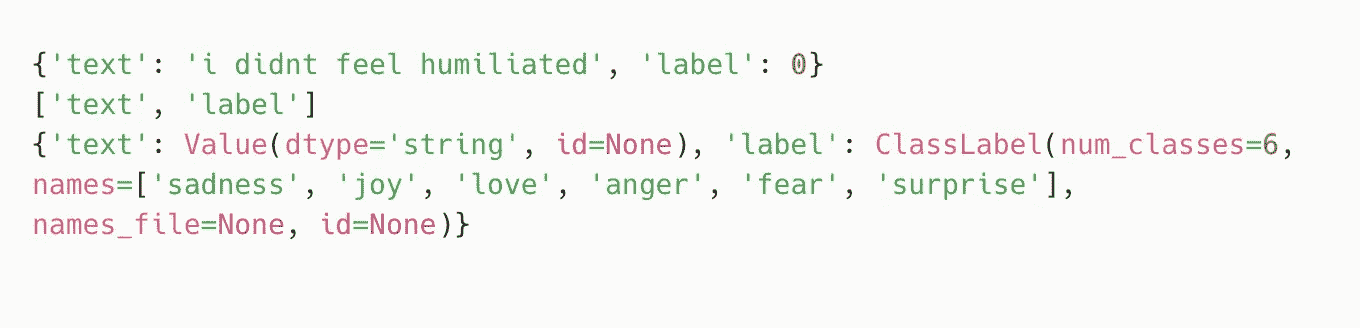 {'text': 'i didnt feel humiliated', 'label': 0}
['text', 'label']
{'text': Value(dtype='string', id=None), 'label': ClassLabel(num_classes=6,
names=['sadness', 'joy', 'love', 'anger', 'fear', 'surprise'],
names_file=None, id=None)}